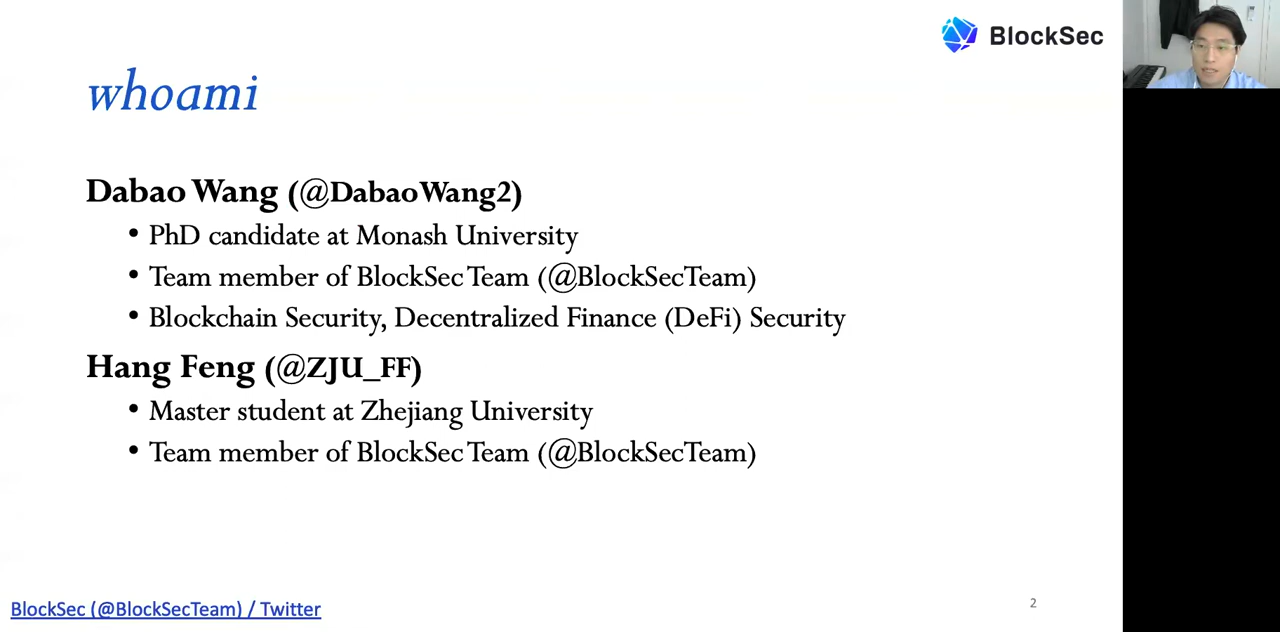 BlockSec
whoami
Dabao Wang (@DabaoWang2)
• PhD candidate at Monash University
• Team member of BlockSec Team (@BlockSecTeam)
• Blockchain Security, Decentralized Finance (DeFi) Security
Hang Feng (@ZJU_FF)
• Master student at Zhejiang University
• Team member of BlockSec Team (@BlockSecTeam)
BlockSec (@BlockSecTeam) / Twitter
2